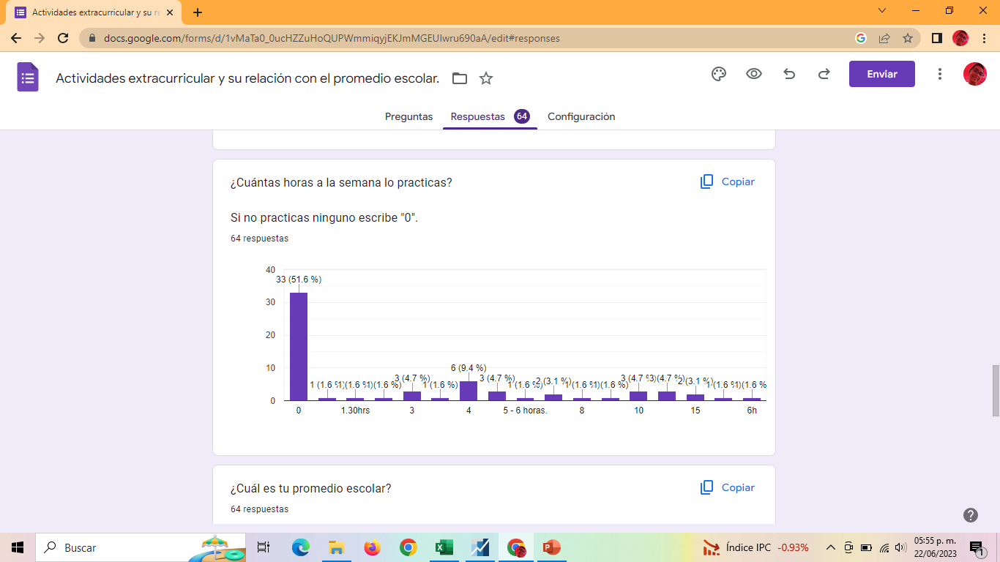 Actividades extracurricular y su re
docs.google.com/forms/d/1vMaTa0_0ucHZZuHoQUPWmmiqyjEKJmMGEUIwru690aA/edit#responses
Actividades extracurricular y su relación con el promedio escolar.
Enviar
Preguntas Respuestas 64 Configuración
¿Cuántas horas a la semana lo practicas?
Copiar
Si no practicas ninguno escribe "0".
64 respuestas
40
33 (51.6 %)
30
20
10
6 (9.4 %)
3 (4.7 %) 3 (4.7 %) 2 (3.1 %) 3 (4.7 %) 3 (4.7 %) 2 (3.1 %)
1 (1.6 %) 1 (1.6 %) 1 (1.6 %) 1 (1.6 %) 1 (1.6 %) 1 (1.6 %) 1 (1.6 %) 1 (1.6 %) 1 (1.6 %)
0
0 1.30hrs 3 4 5 - 6 horas. 8 10 15 6h
¿Cuál es tu promedio escolar?
Copiar
64 respuestas
Buscar
Índice IPC -0.93%
05:55 p. m.
22/06/2023
1